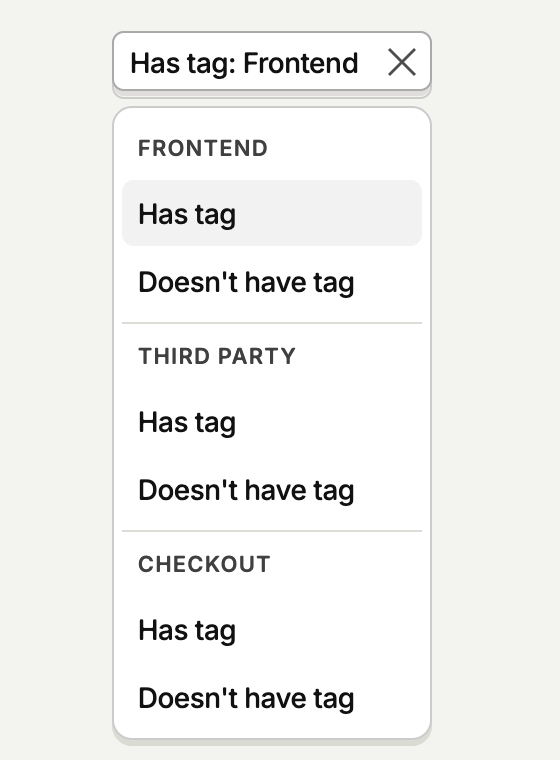 Has tag: Frontend
FRONTEND
Has tag
Doesn't have tag
THIRD PARTY
Has tag
Doesn't have tag
CHECKOUT
Has tag
Doesn't have tag